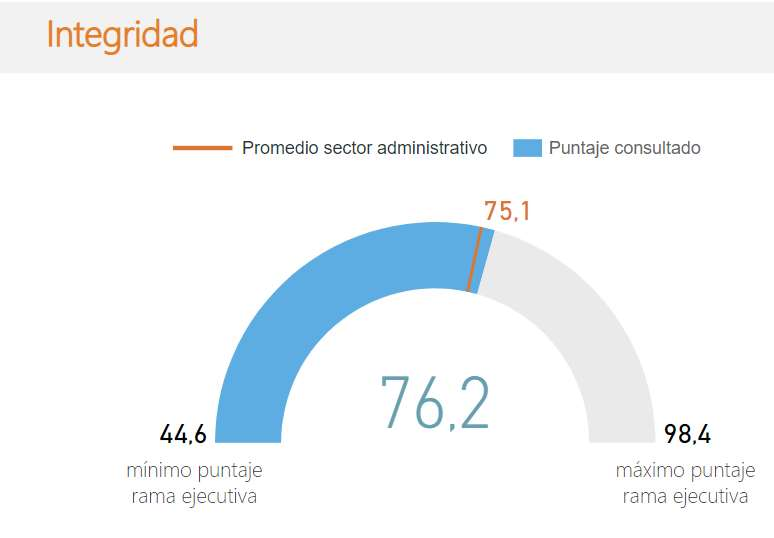 Integridad
Promedio sector administrativo
Puntaje consultado
75,1
76,2
44,6
mínimo puntaje
rama ejecutiva
98,4
máximo puntaje
rama ejecutiva